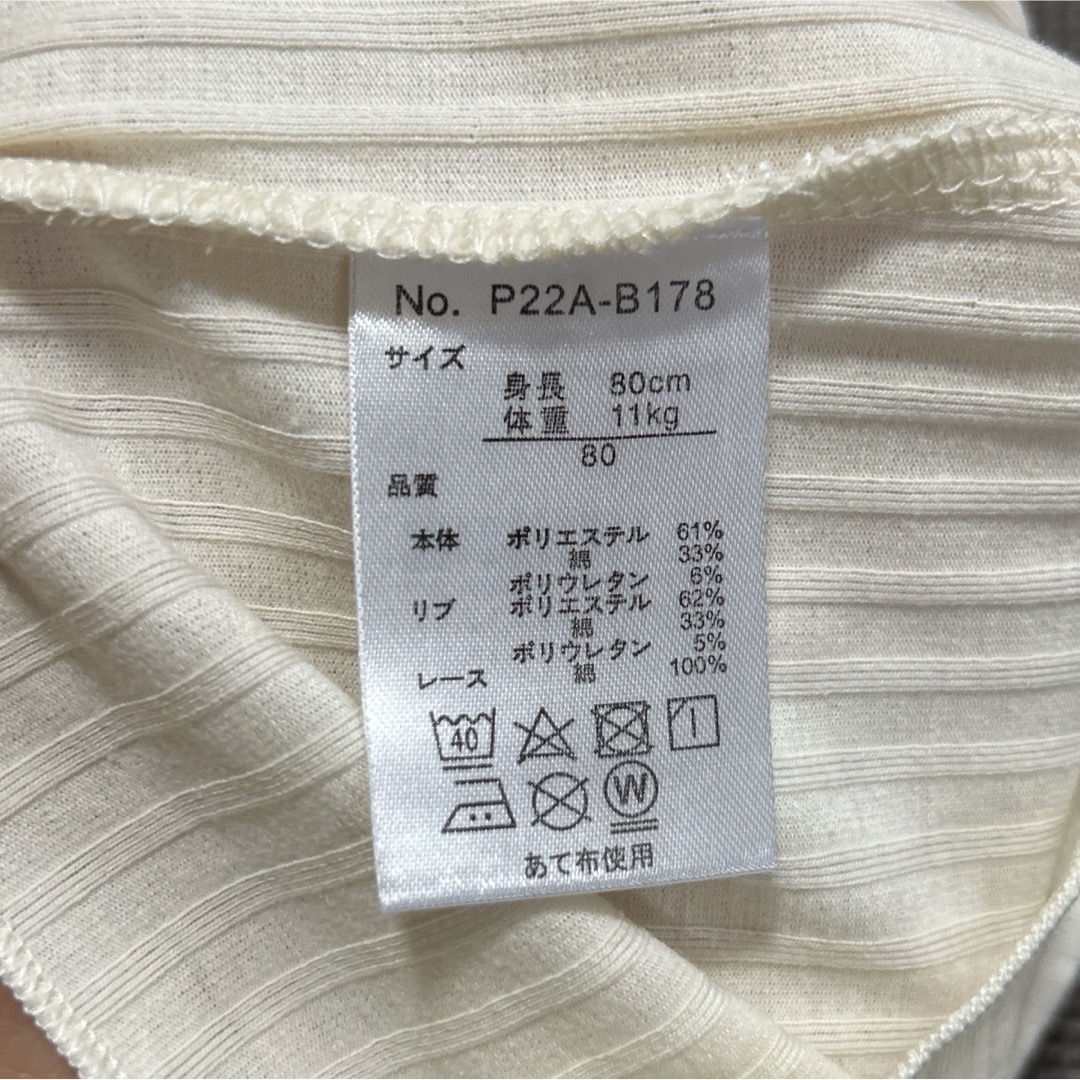 No. P22A-B178
サイズ
身長 80cm
体重 11kg
80
品質
本体 ポリエステル 61%
綿 33%
ポリウレタン 6%
リブ ポリエステル 62%
綿 33%
ポリウレタン 5%
レース 綿 100%
40
W
あて布使用